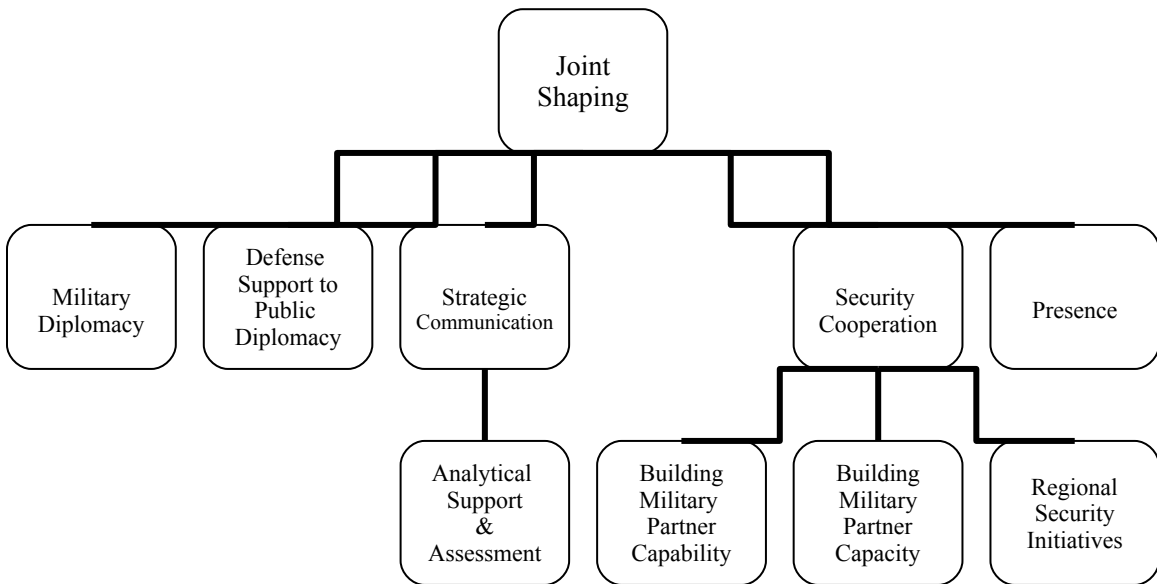 Joint
Shaping
Military
Diplomacy
Defense
Support to
Public
Diplomacy
Strategic
Communication
Security
Cooperation
Presence
Analytical
Support
&
Assessment
Building
Military
Partner
Capability
Building
Military
Partner
Capacity
Regional
Security
Initiatives